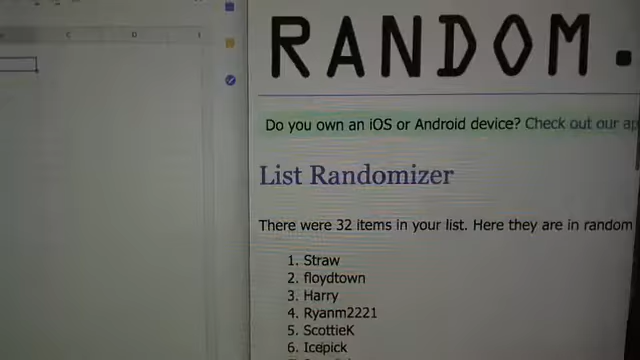 RANDOM.
Do you own an iOS or Android device? Check out our
List Randomizer
There were 32 items in your list. Here they are in random
1. Straw
2. floydtown
3. Harry
4. Ryanm2221
5. ScottieK
6. Icepick
C D